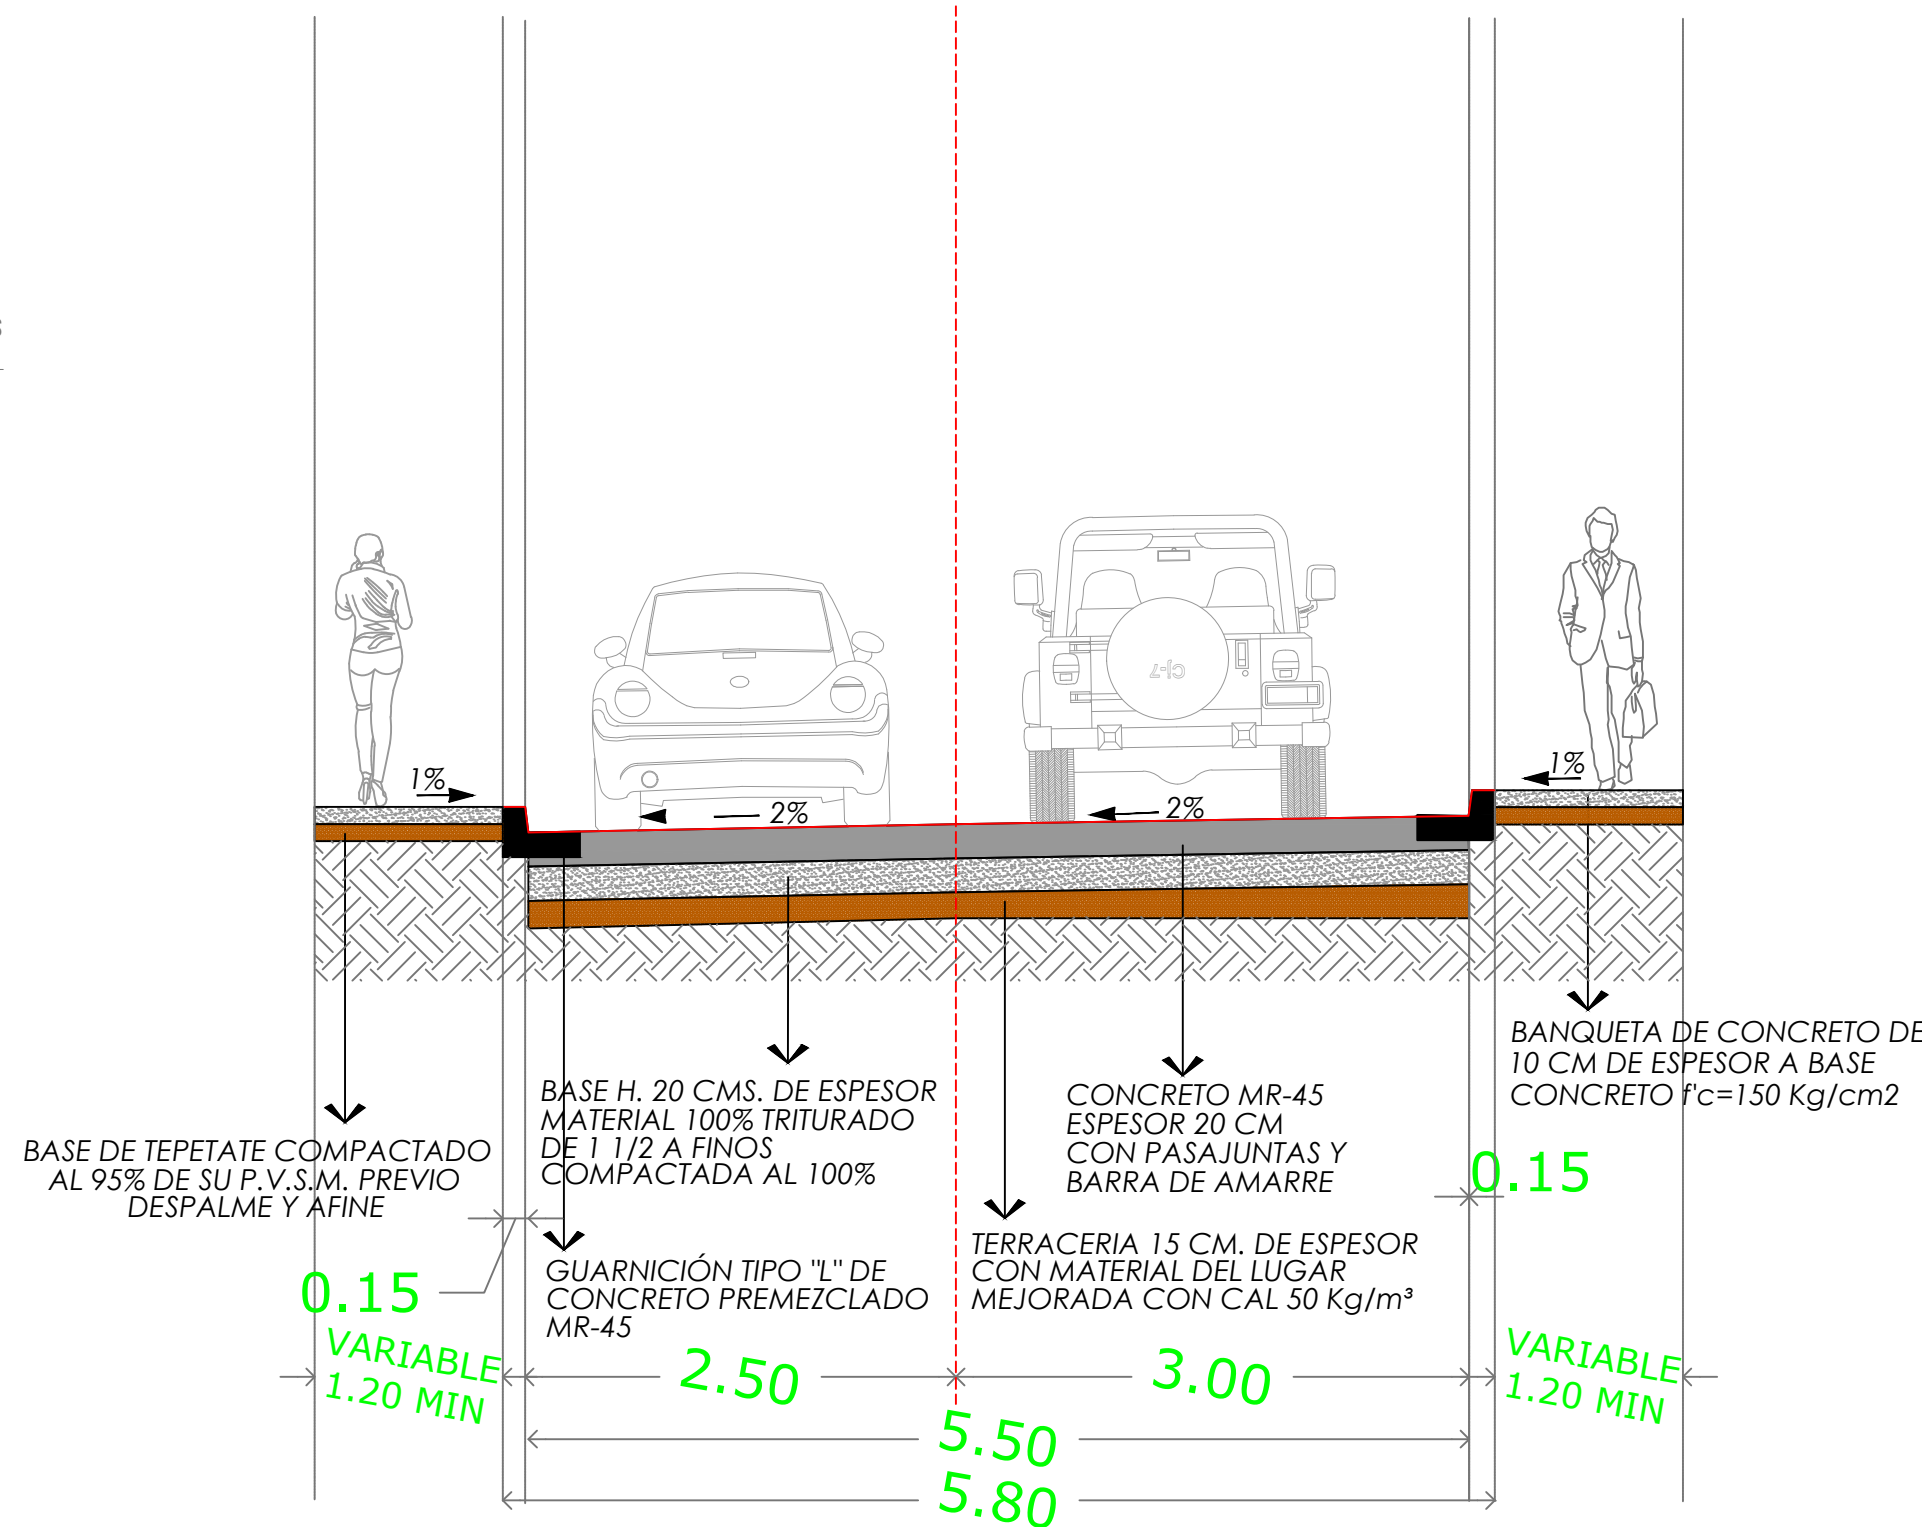 CJ-7
1%
1%
2%
2%
BANQUETA DE CONCRETO DE
10 CM DE ESPESOR A BASE
CONCRETO f'c=150 Kg/cm2
BASE H. 20 CMS. DE ESPESOR
MATERIAL 100% TRITURADO
DE 1 1/2 A FINOS
COMPACTADA AL 100%
CONCRETO MR-45
ESPESOR 20 CM
CON PASAJUNTAS Y
BARRA DE AMARRE
BASE DE TEPETATE COMPACTADO
AL 95% DE SU P.V.S.M. PREVIO
DESPALME Y AFINE
0.15
TERRACERIA 15 CM. DE ESPESOR
CON MATERIAL DEL LUGAR
MEJORADA CON CAL 50 Kg/m³
GUARNICIÓN TIPO "L" DE
CONCRETO PREMEZCLADO
MR-45
0.15
VARIABLE
1.20 MIN
2.50
3.00
VARIABLE
1.20 MIN
5.50
5.80